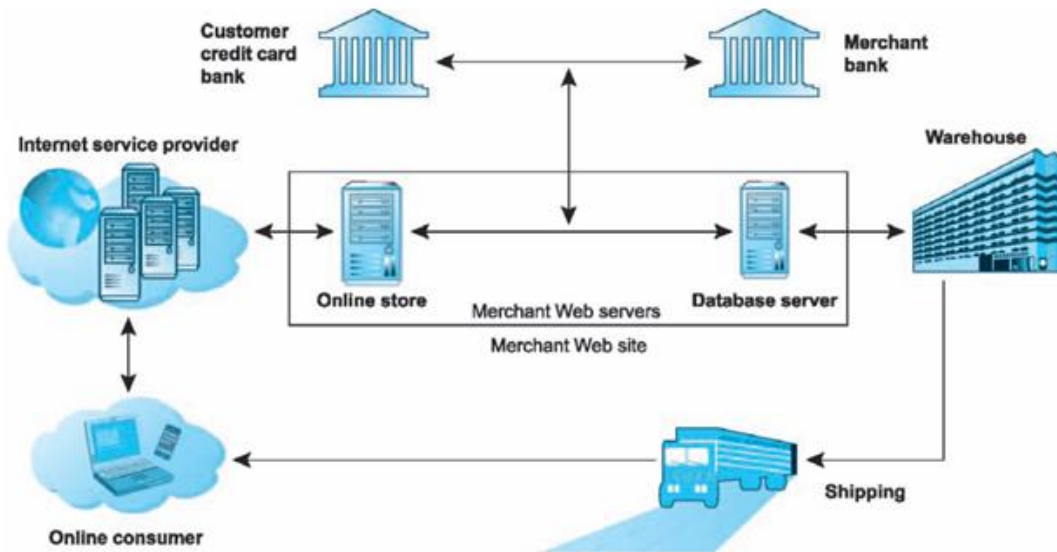 Customer
credit card
bank
Merchant
bank
Internet service provider
Warehouse
Online store
Database server
Merchant Web servers
Merchant Web site
Shipping
Online consumer